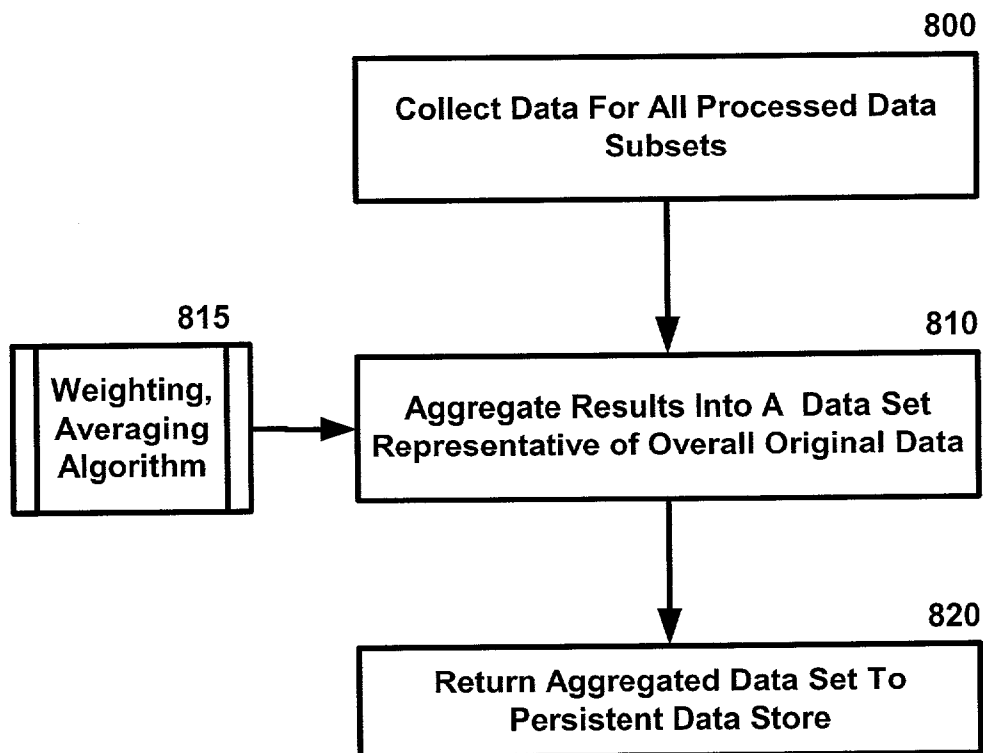 800
Collect Data For All Processed Data
Subsets
815
810
Weighting,
Averaging
Algorithm
Aggregate Results Into A Data Set
Representative of Overall Original Data
820
Return Aggregated Data Set To
Persistent Data Store